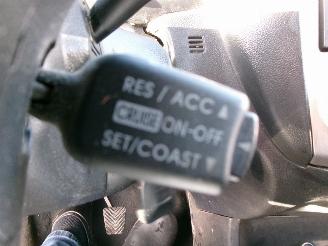 RES / ACC ▲
CRUISE ON-OFF
SET/COAST ▼